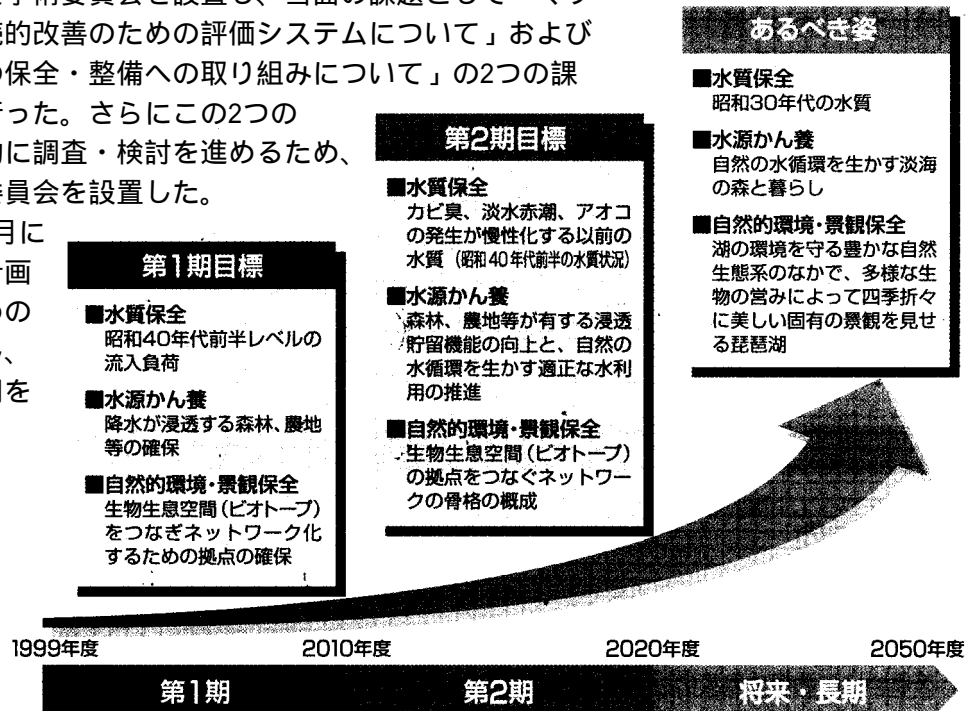 学術委員会を設置し、当面の課題として「マザ
的改善のための評価システムについて」および
保全・整備への取り組みについて」の2つの課
行った。さらにこの2つの
に調査・検討を進めるため、
委員会を設置した。
月に
画
の
、
を
第1期目標
■水質保全
昭和40年代前半レベルの
流入負荷
■水源かん養
降水が浸透する森林、農地
等の確保
■自然的環境・景観保全
生物生息空間(ビオトープ)
をつなぎネットワーク化
するための拠点の確保
第2期目標
■水質保全
カビ臭、淡水赤潮、アオコ
の発生が慢性化する以前の
水質（昭和40年代前半の水質状況）
■水源かん養
森林、農地等が有する浸透
貯留機能の向上と、自然の
水循環を生かす適正な水利
用の推進
■自然的環境・景観保全
生物生息空間(ビオトープ)
の拠点をつなぐネットワー
クの骨格の概成
あるべき姿
■水質保全
昭和30年代の水質
■水源かん養
自然の水循環を生かす淡海
の森と暮らし
■自然的環境・景観保全
湖の環境を守る豊かな自然
生態系のなかで、多様な生
物の営みによって四季折々
に美しい固有の景観を見せ
る琵琶湖
1999年度 2010年度 2020年度 2050年度
第1期 第2期 将来・長期